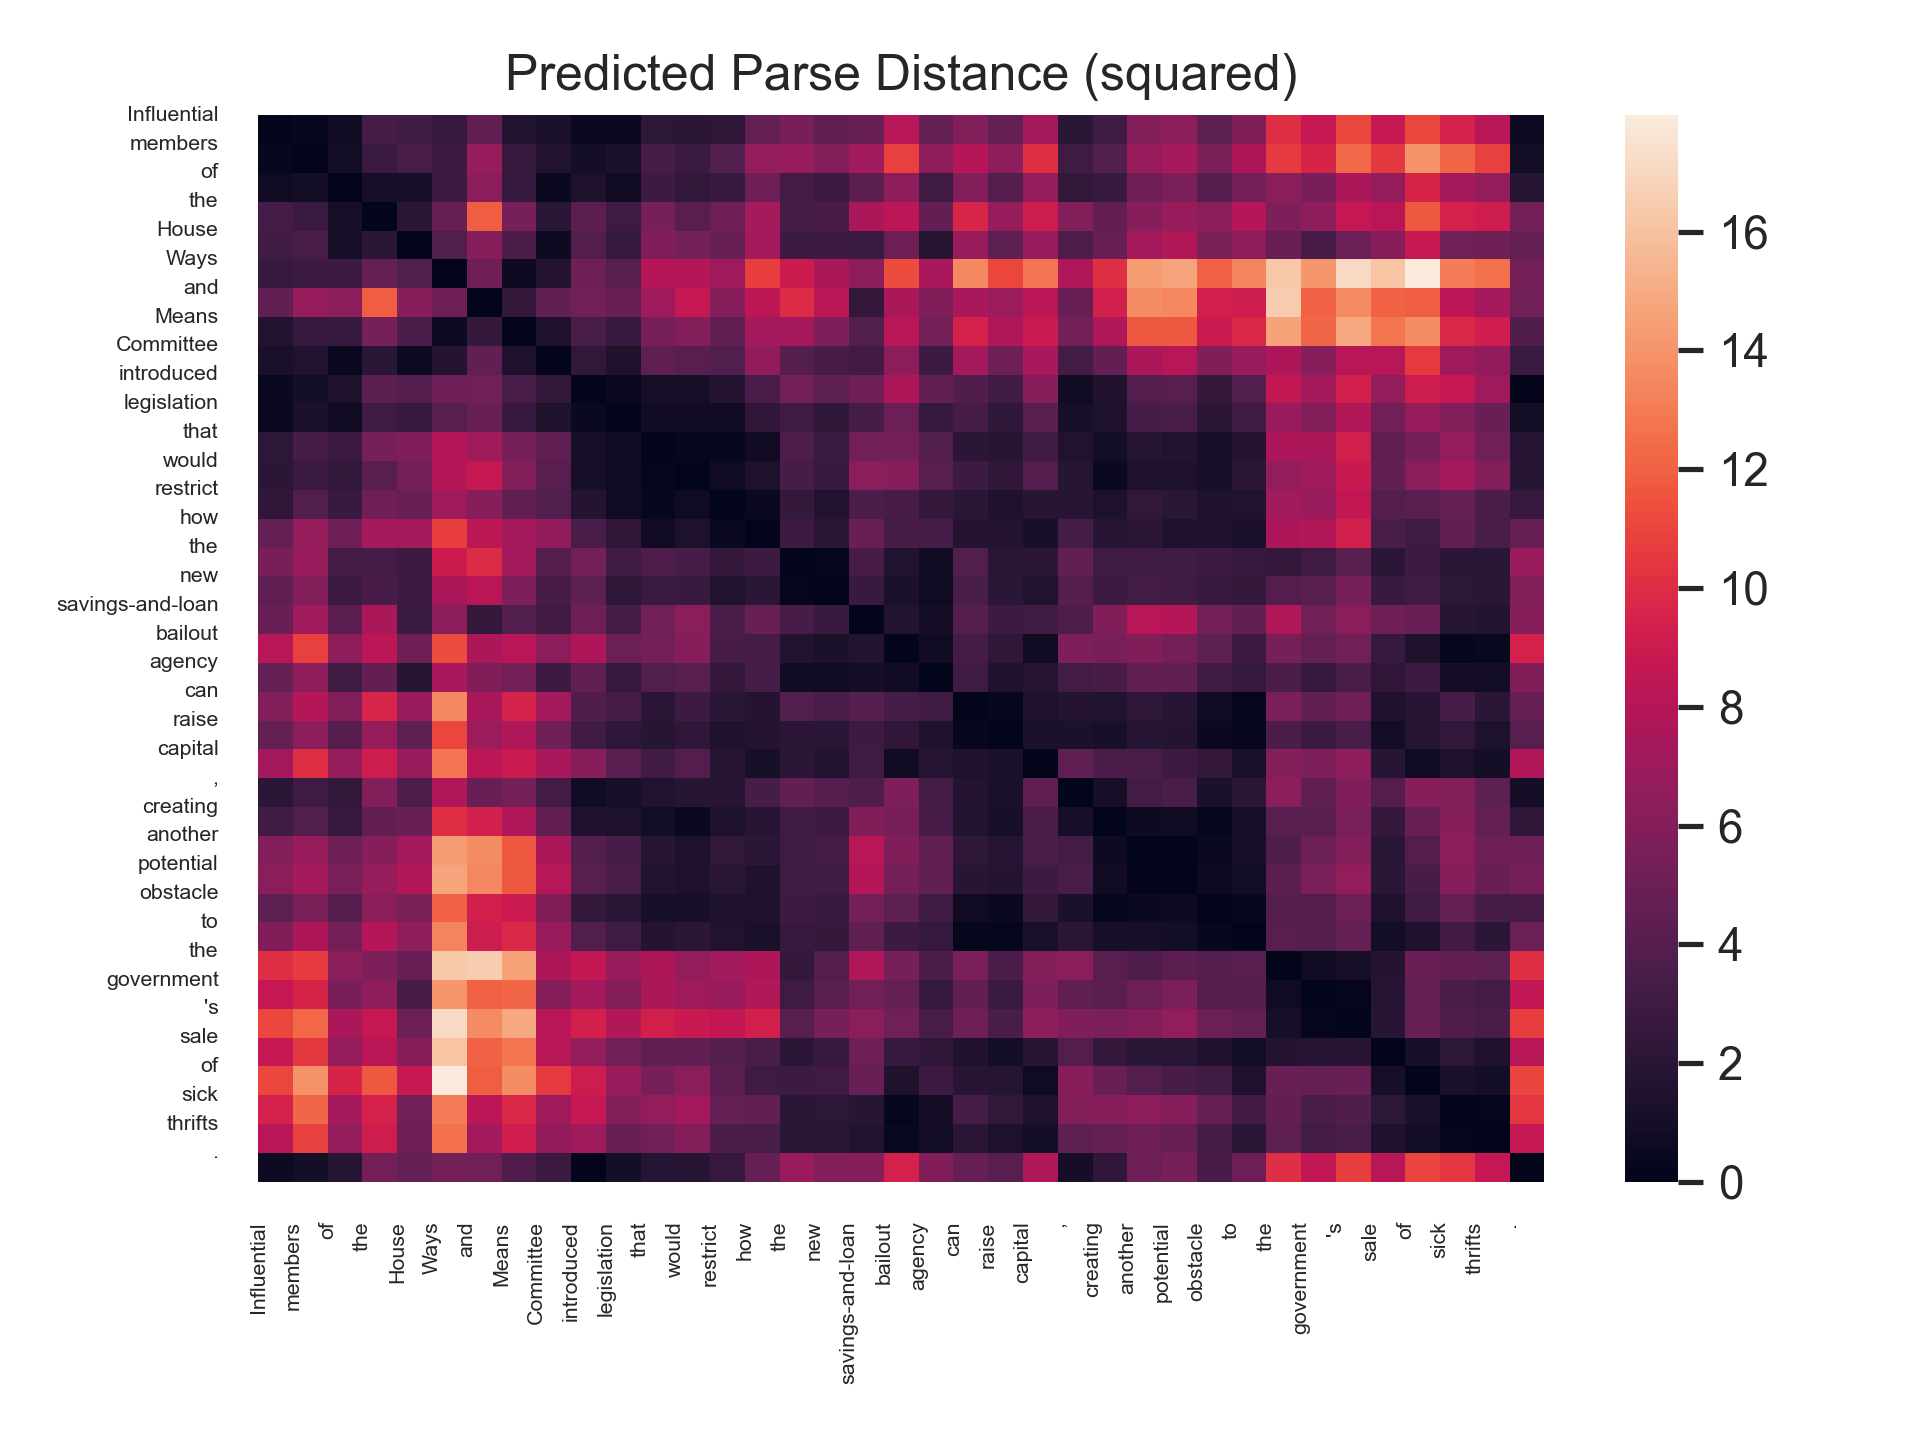 Predicted Parse Distance (squared)
Influential
members
of
the
House
Ways
and
Means
Committee
introduced
legislation
that
would
restrict
how
the
new
savings-and-loan
bailout
agency
can
raise
capital
,
creating
another
potential
obstacle
to
the
government
's
sale
of
sick
thrifts
.
16
14
12
10
8
6
4
2
0
Influential
members
of
the
House
Ways
and
Means
Committee
introduced
legislation
that
would
restrict
how
the
new
savings-and-loan
bailout
agency
can
raise
capital
,
creating
another
potential
obstacle
to
the
government
's
sale
of
sick
thrifts
.